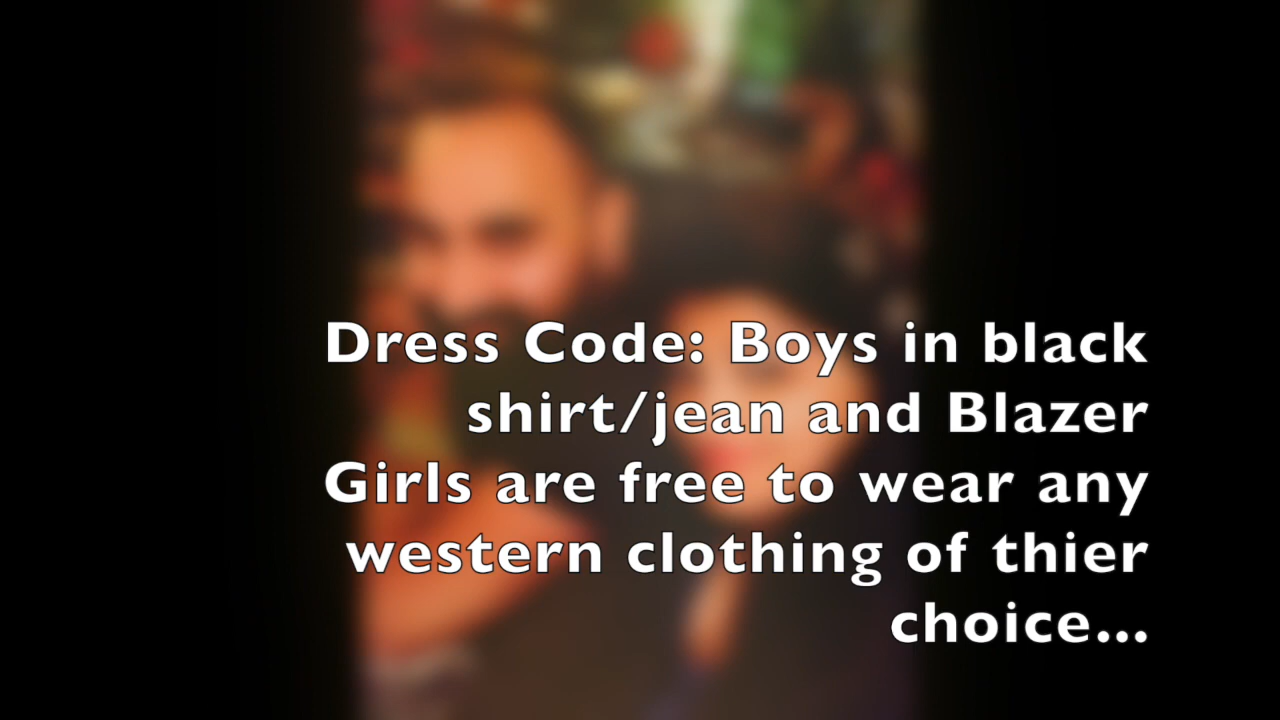 Dress Code: Boys in black
shirt/jean and Blazer
Girls are free to wear any
western clothing of thier
choice...